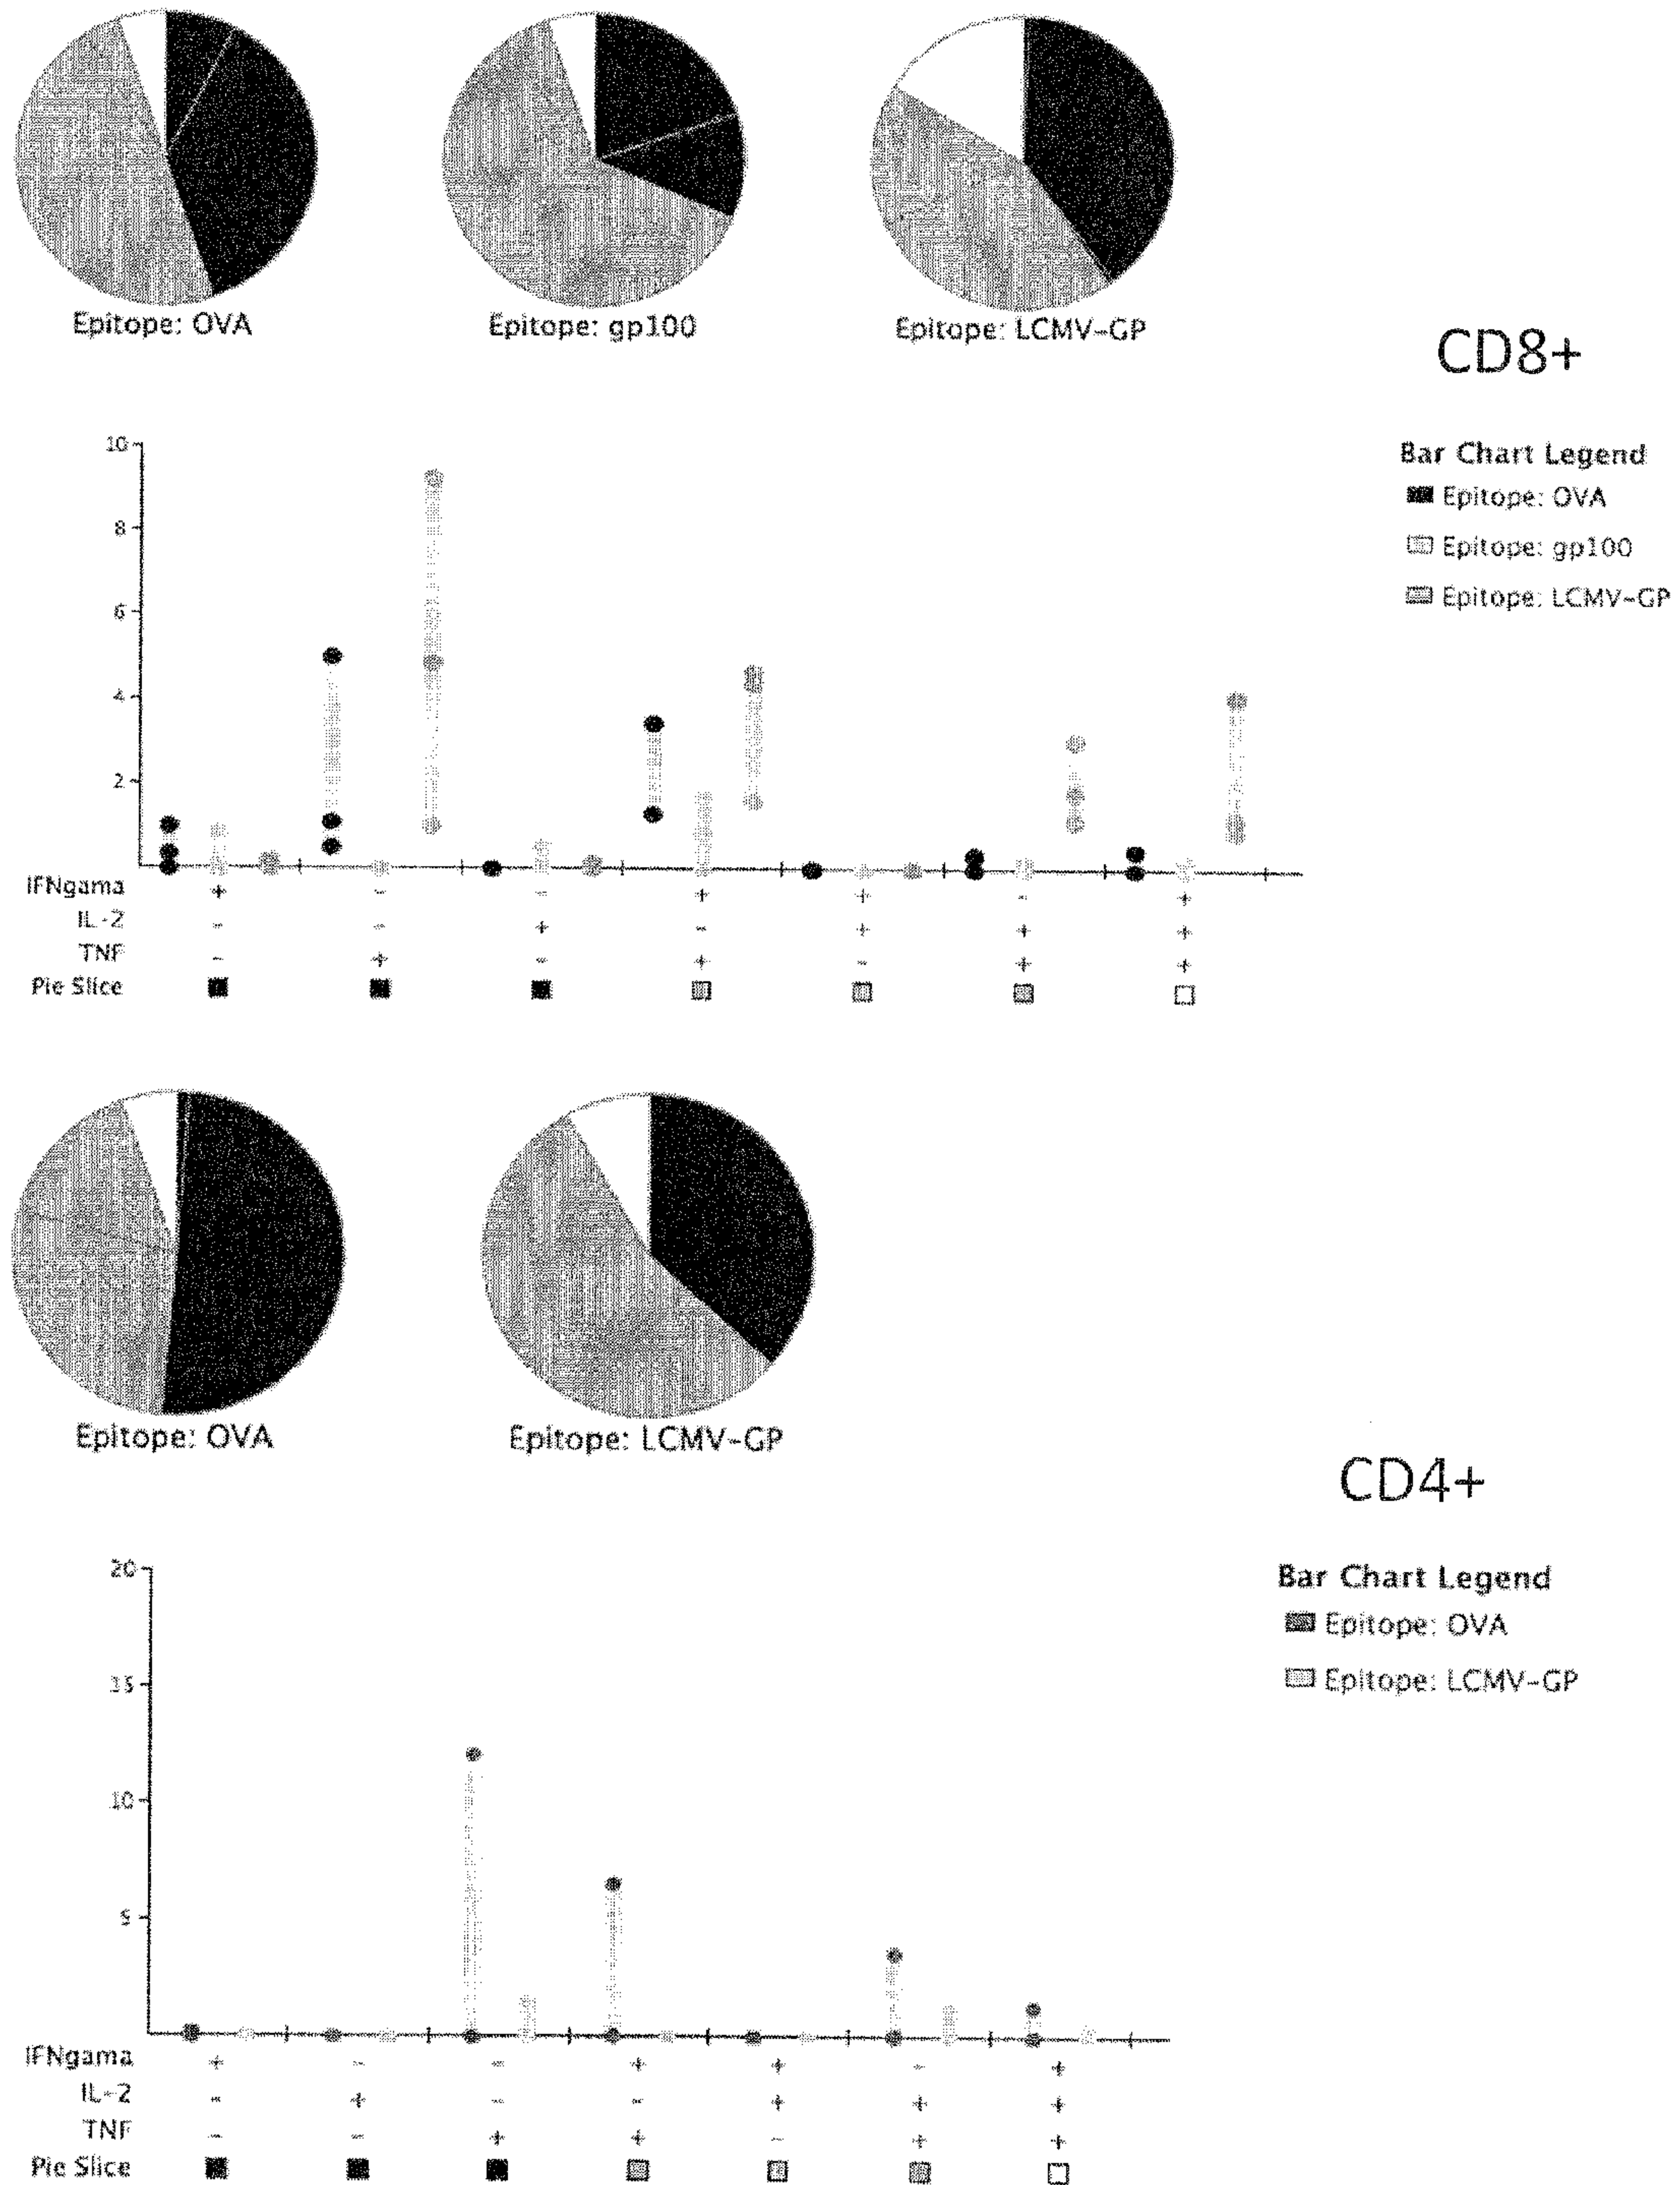 Epitope: OVA
Epitope: gp100
Epitope: LCMV-GP
CD8+
Bar Chart Legend
Epitope: OVA
Epitope: gp100
Epitope: LCMV-GP
10
8
6
4
2
IFNgama + - - + + - +
IL-2 - - + - + + +
TNF - + - + - + +
Pie Slice
Epitope: OVA
Epitope: LCMV-GP
CD4+
Bar Chart Legend
Epitope: OVA
Epitope: LCMV-GP
20
15
10
5
IFNgama + - - + + - +
IL-2 - + - - + + +
TNF - - + + - + +
Pie Slice